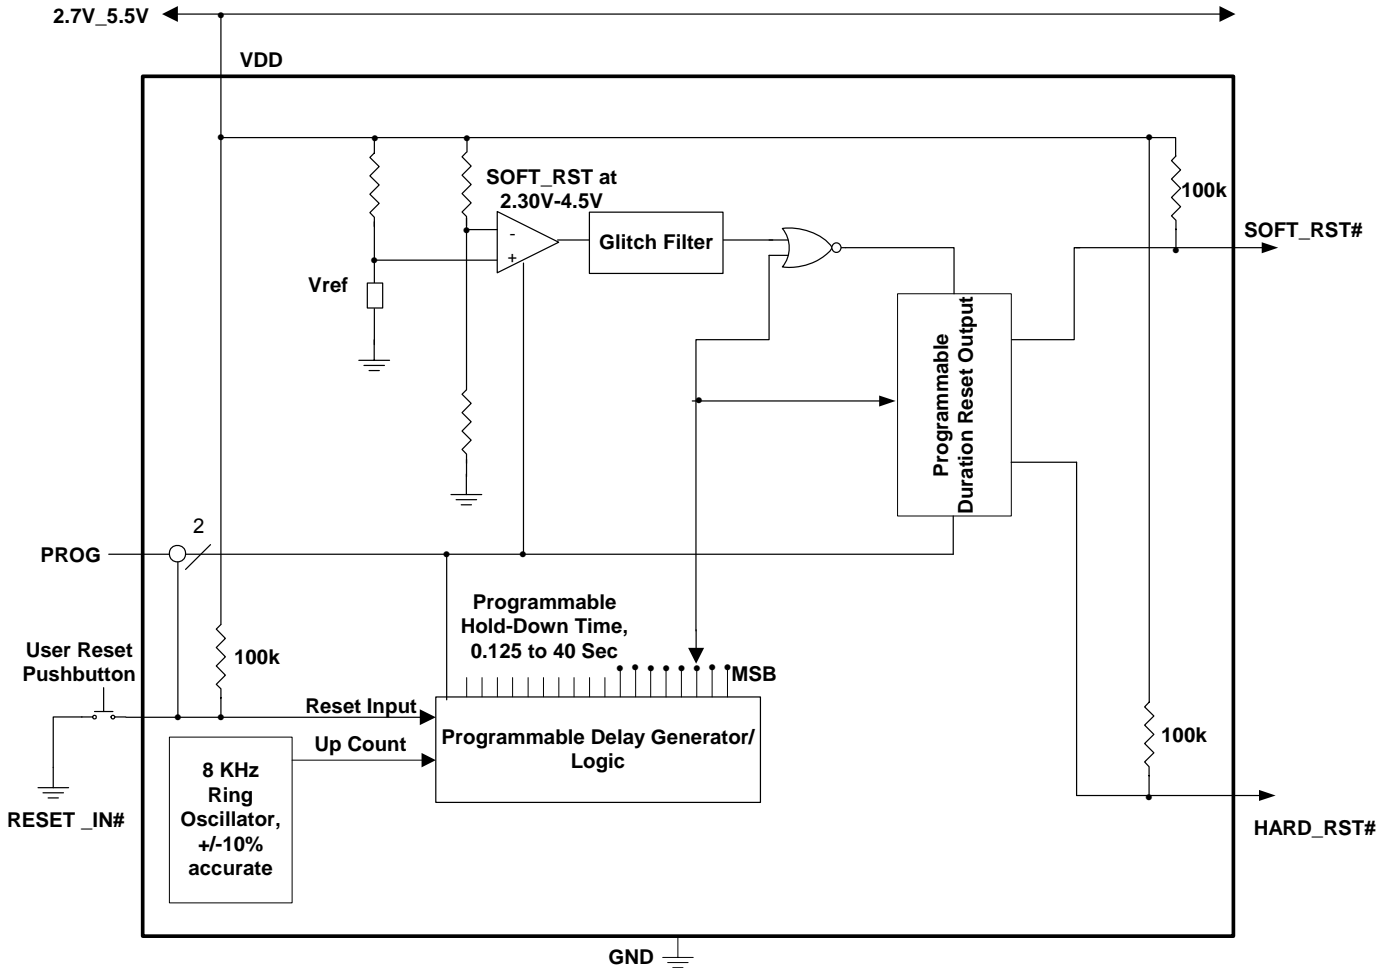 2.7V_5.5V
VDD
SOFT_RST at
2.30V-4.5V
-
+
Glitch Filter
100k
SOFT_RST#
Vref
Programmable
Duration Reset Output
2
PROG
Programmable
Hold-Down Time,
0.125 to 40 Sec
MSB
User Reset
Pushbutton
100k
Reset Input
Up Count
Programmable Delay Generator/
Logic
100k
8 KHz
Ring
Oscillator,
+/-10%
accurate
RESET _IN#
HARD_RST#
GND